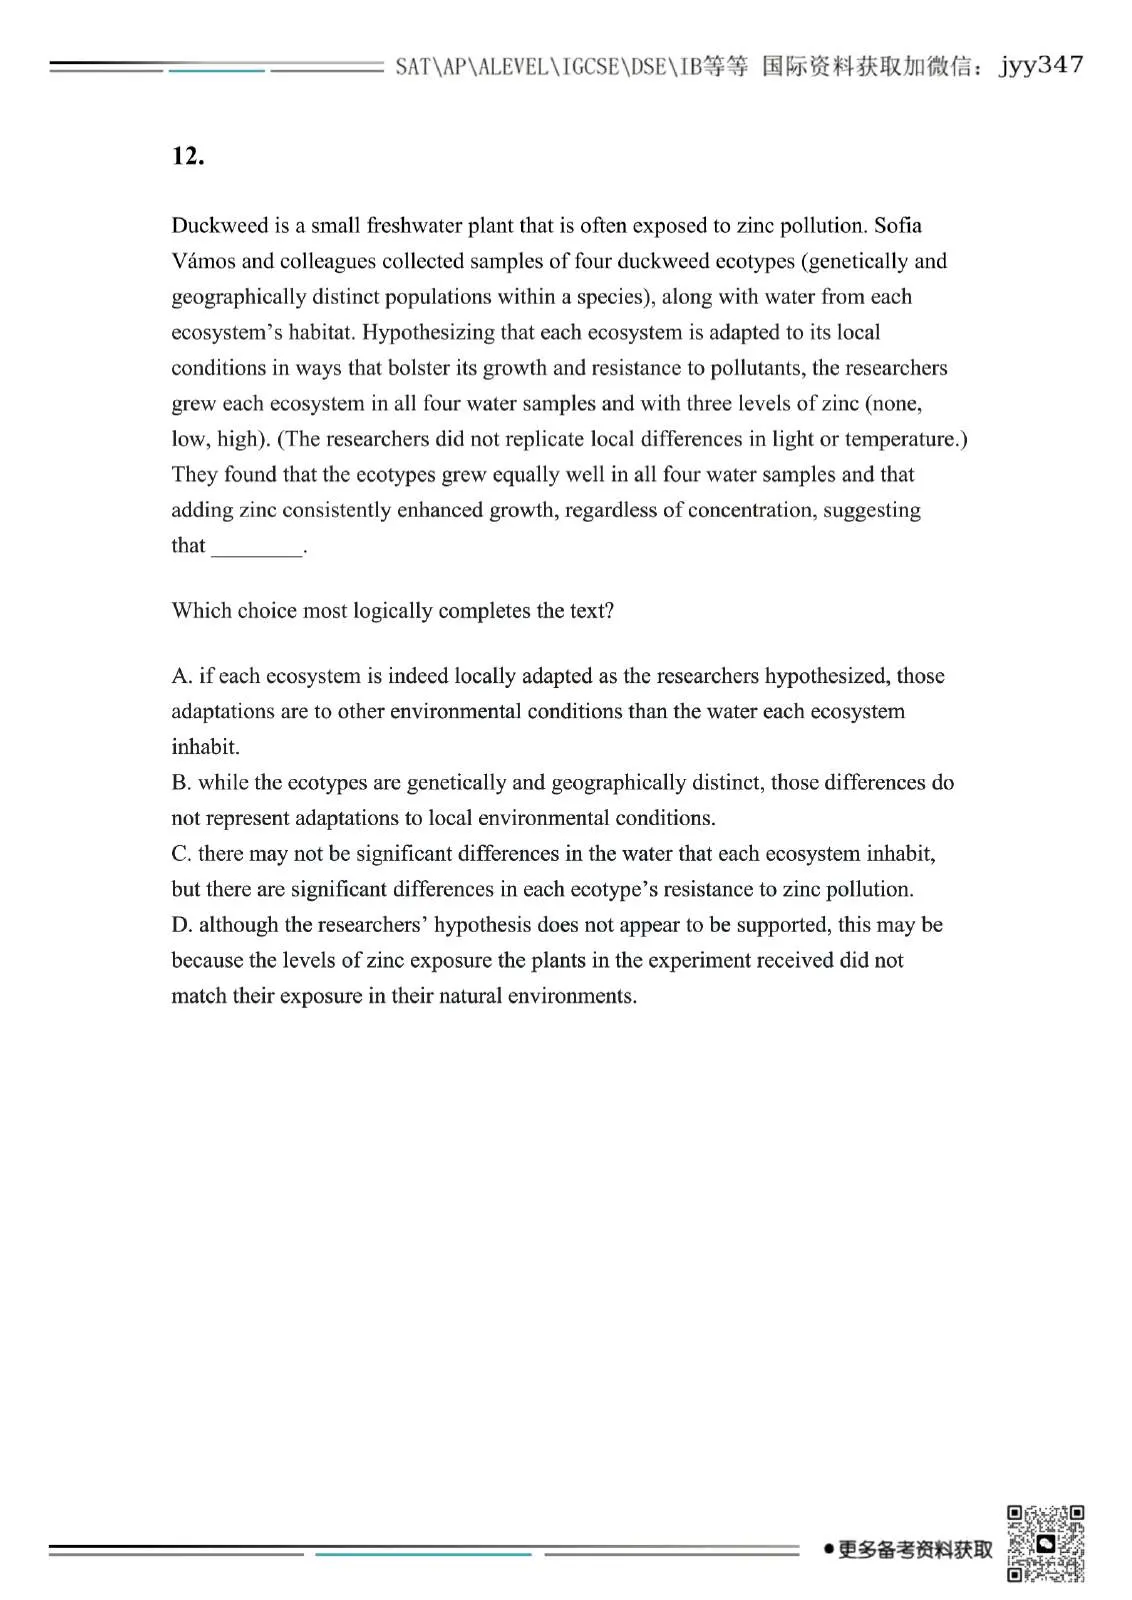 SAT\AP\ALEVEL\IGCSE\DSE\IB等等 国际资料获取加微信：jyy347
12.
Duckweed is a small freshwater plant that is often exposed to zinc pollution. Sofia
Vámos and colleagues collected samples of four duckweed ecotypes (genetically and
geographically distinct populations within a species), along with water from each
ecosystem’s habitat. Hypothesizing that each ecosystem is adapted to its local
conditions in ways that bolster its growth and resistance to pollutants, the researchers
grew each ecosystem in all four water samples and with three levels of zinc (none,
low, high). (The researchers did not replicate local differences in light or temperature.)
They found that the ecotypes grew equally well in all four water samples and that
adding zinc consistently enhanced growth, regardless of concentration, suggesting
that ________.
Which choice most logically completes the text?
A. if each ecosystem is indeed locally adapted as the researchers hypothesized, those
adaptations are to other environmental conditions than the water each ecosystem
inhabit.
B. while the ecotypes are genetically and geographically distinct, those differences do
not represent adaptations to local environmental conditions.
C. there may not be significant differences in the water that each ecosystem inhabit,
but there are significant differences in each ecotype’s resistance to zinc pollution.
D. although the researchers’ hypothesis does not appear to be supported, this may be
because the levels of zinc exposure the plants in the experiment received did not
match their exposure in their natural environments.
●更多备考资料获取